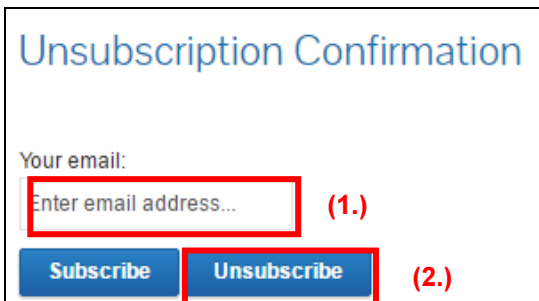 Unsubscription Confirmation
Your email:
Enter email address... (1.)
Subscribe Unsubscribe (2.)